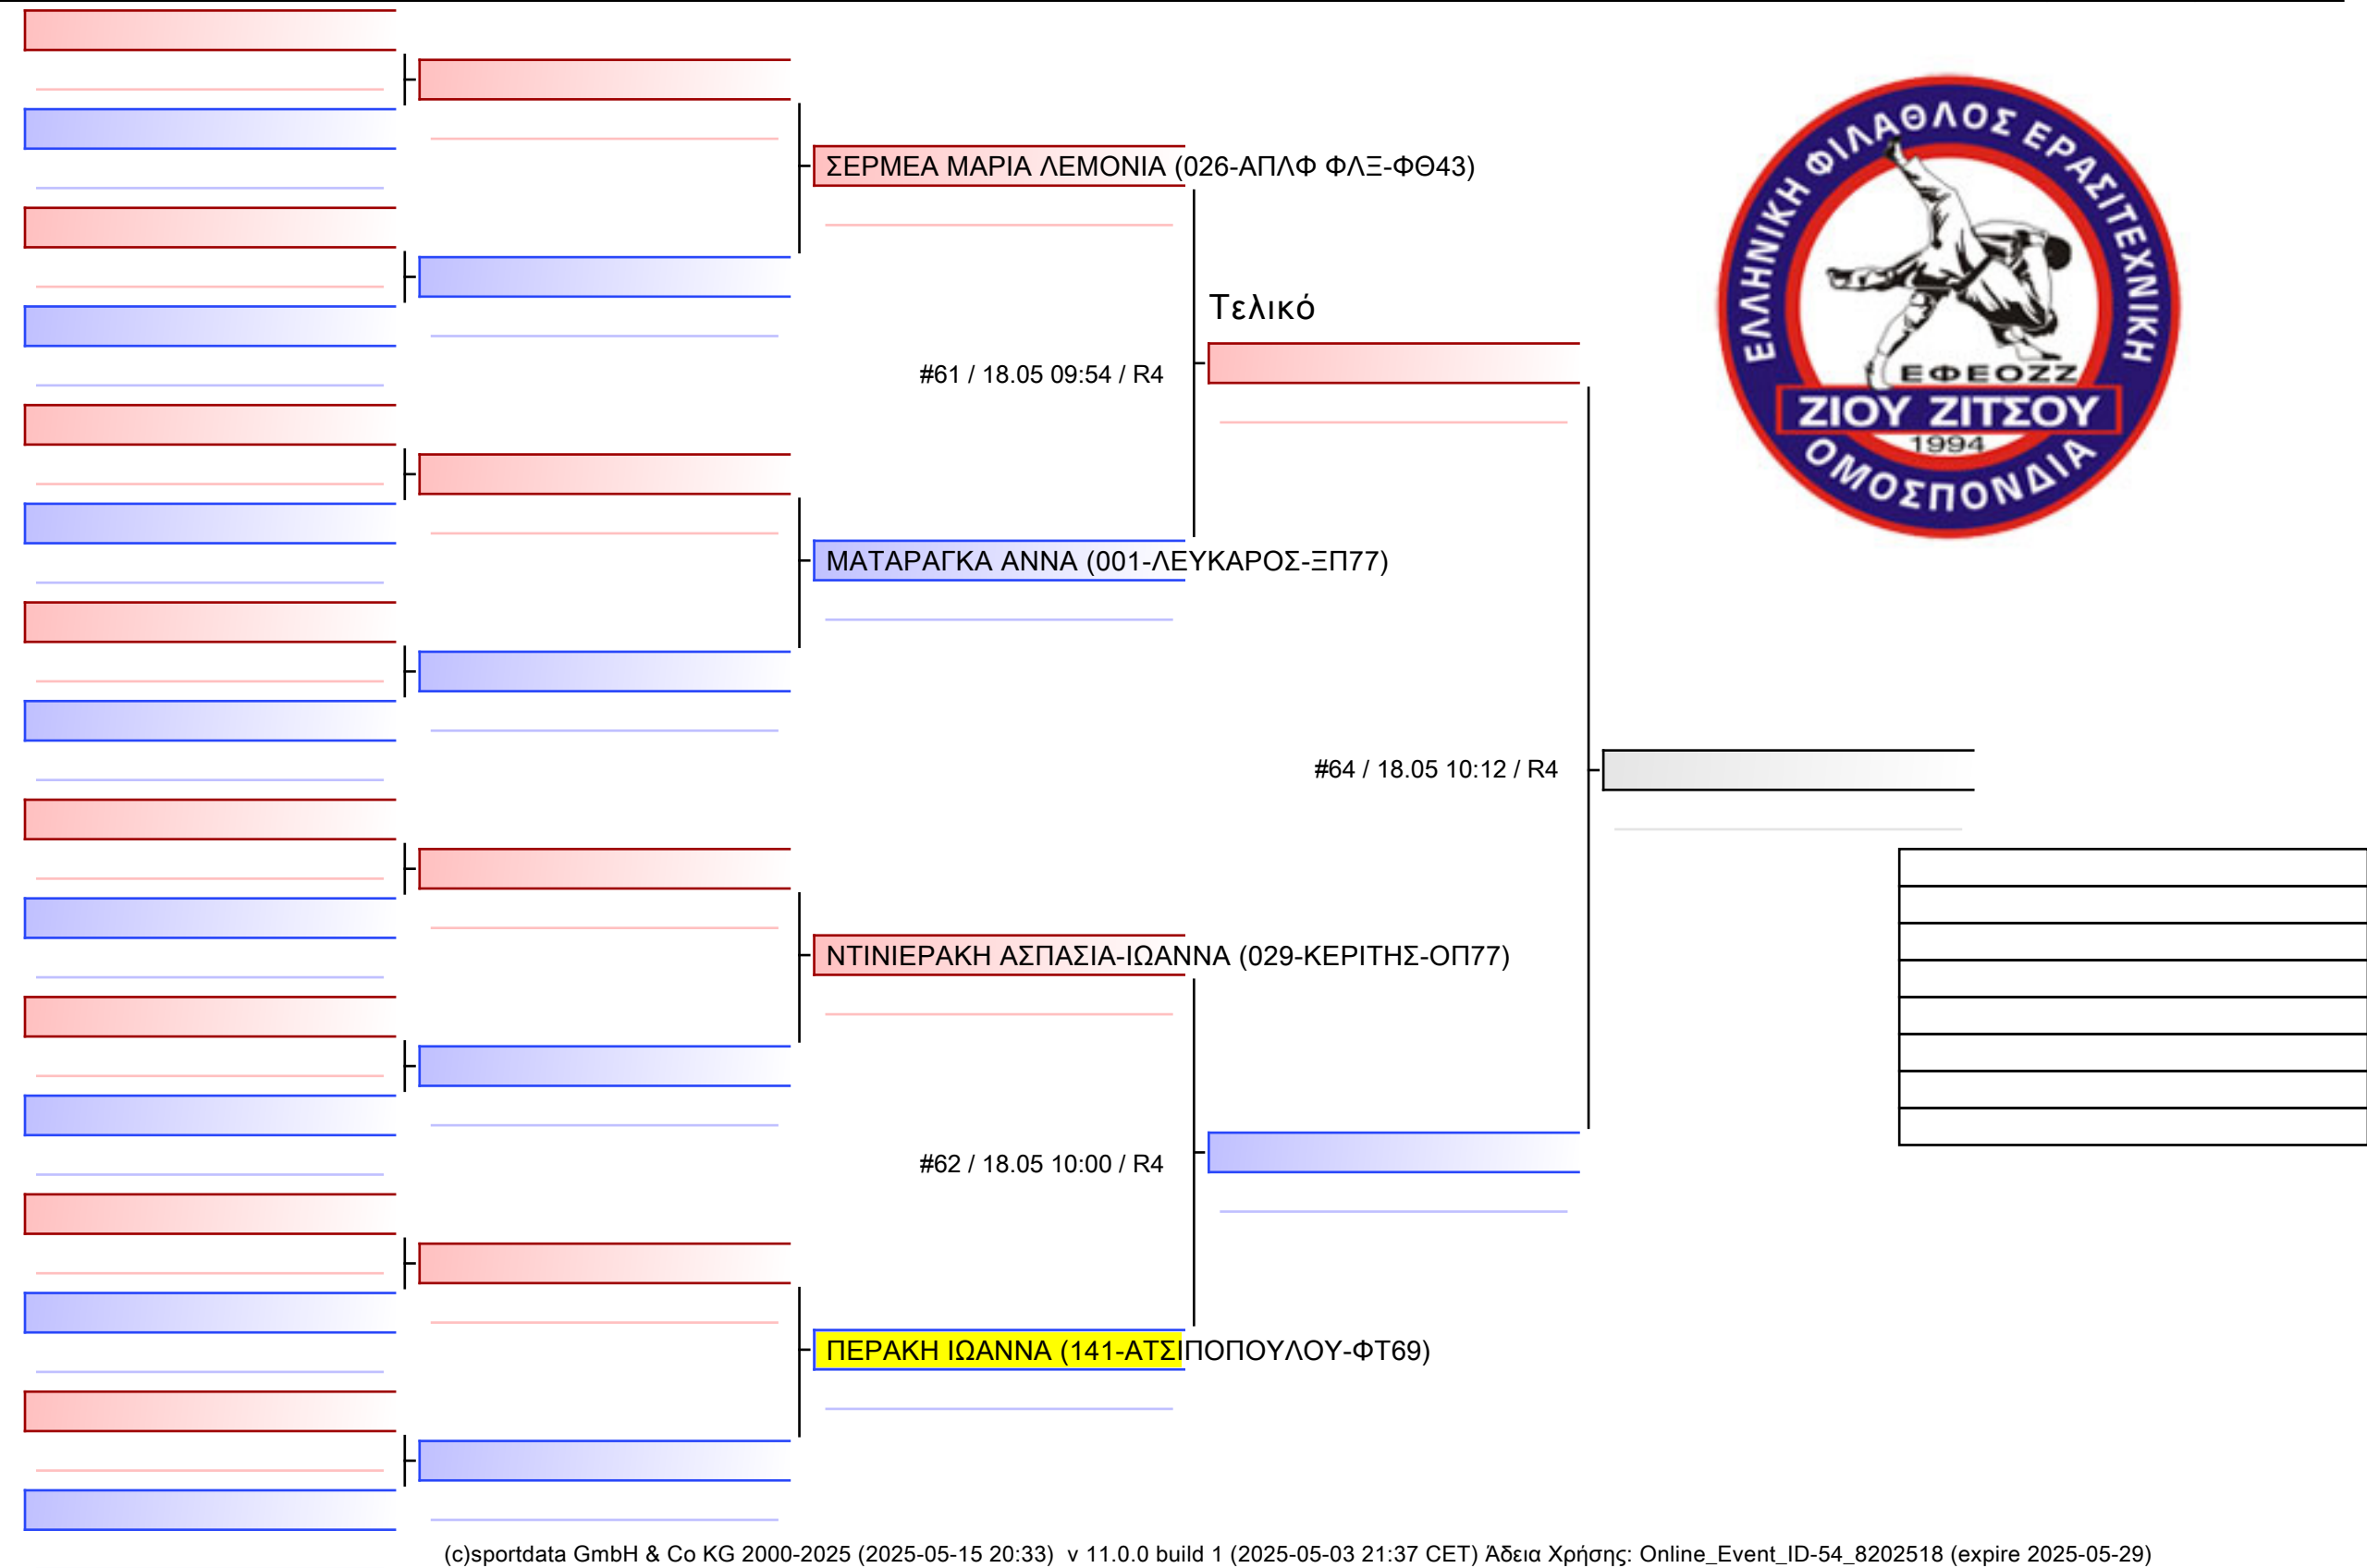 ΣΕΡΜΕΑ ΜΑΡΙΑ ΛΕΜΟΝΙΑ (026-ΑΠΛΦ ΦΛΞ-ΦΘ43)
Τελικό
#61 / 18.05 09:54 / R4
ΜΑΤΑΡΑΓΚΑ ΑΝΝΑ (001-ΛΕΥΚΑΡΟΣ-ΞΠ77)
#64 / 18.05 10:12 / R4
ΝΤΙΝΙΕΡΑΚΗ ΑΣΠΑΣΙΑ-ΙΩΑΝΝΑ (029-ΚΕΡΙΤΗΣ-ΟΠ77)
#62 / 18.05 10:00 / R4
ΠΕΡΑΚΗ ΙΩΑΝΝΑ (141-ΑΤΣΙΠΟΠΟΥΛΟΥ-ΦΤ69)
ΕΛΛΗΝΙΚΗ ΦΙΛΑΘΛΟΣ ΕΡΑΣΙΤΕΧΝΙΚΗ
ΕΦΕΟΖΖ
ΖΙΟΥ ΖΙΤΣΟΥ
1994
ΟΜΟΣΠΟΝΔΙΑ
(c)sportdata GmbH & Co KG 2000-2025 (2025-05-15 20:33) v 11.0.0 build 1 (2025-05-03 21:37 CET) Άδεια Χρήσης: Online_Event_ID-54_8202518 (expire 2025-05-29)